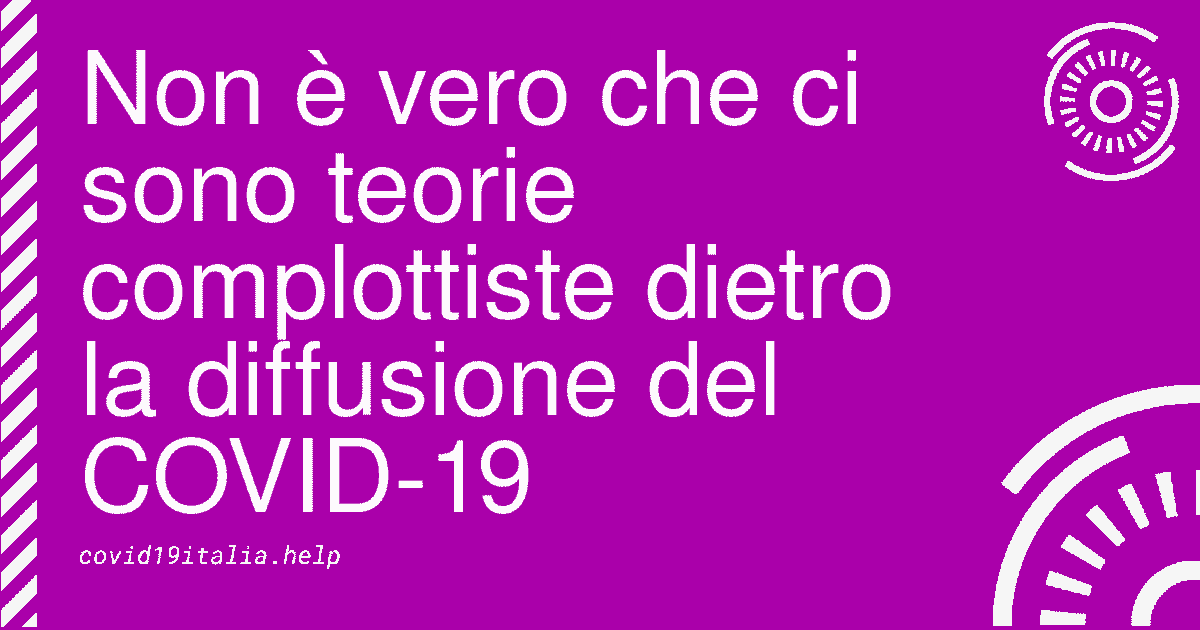 Non è vero che ci
sono teorie
complottiste dietro
la diffusione del
COVID-19
covid19italia.help